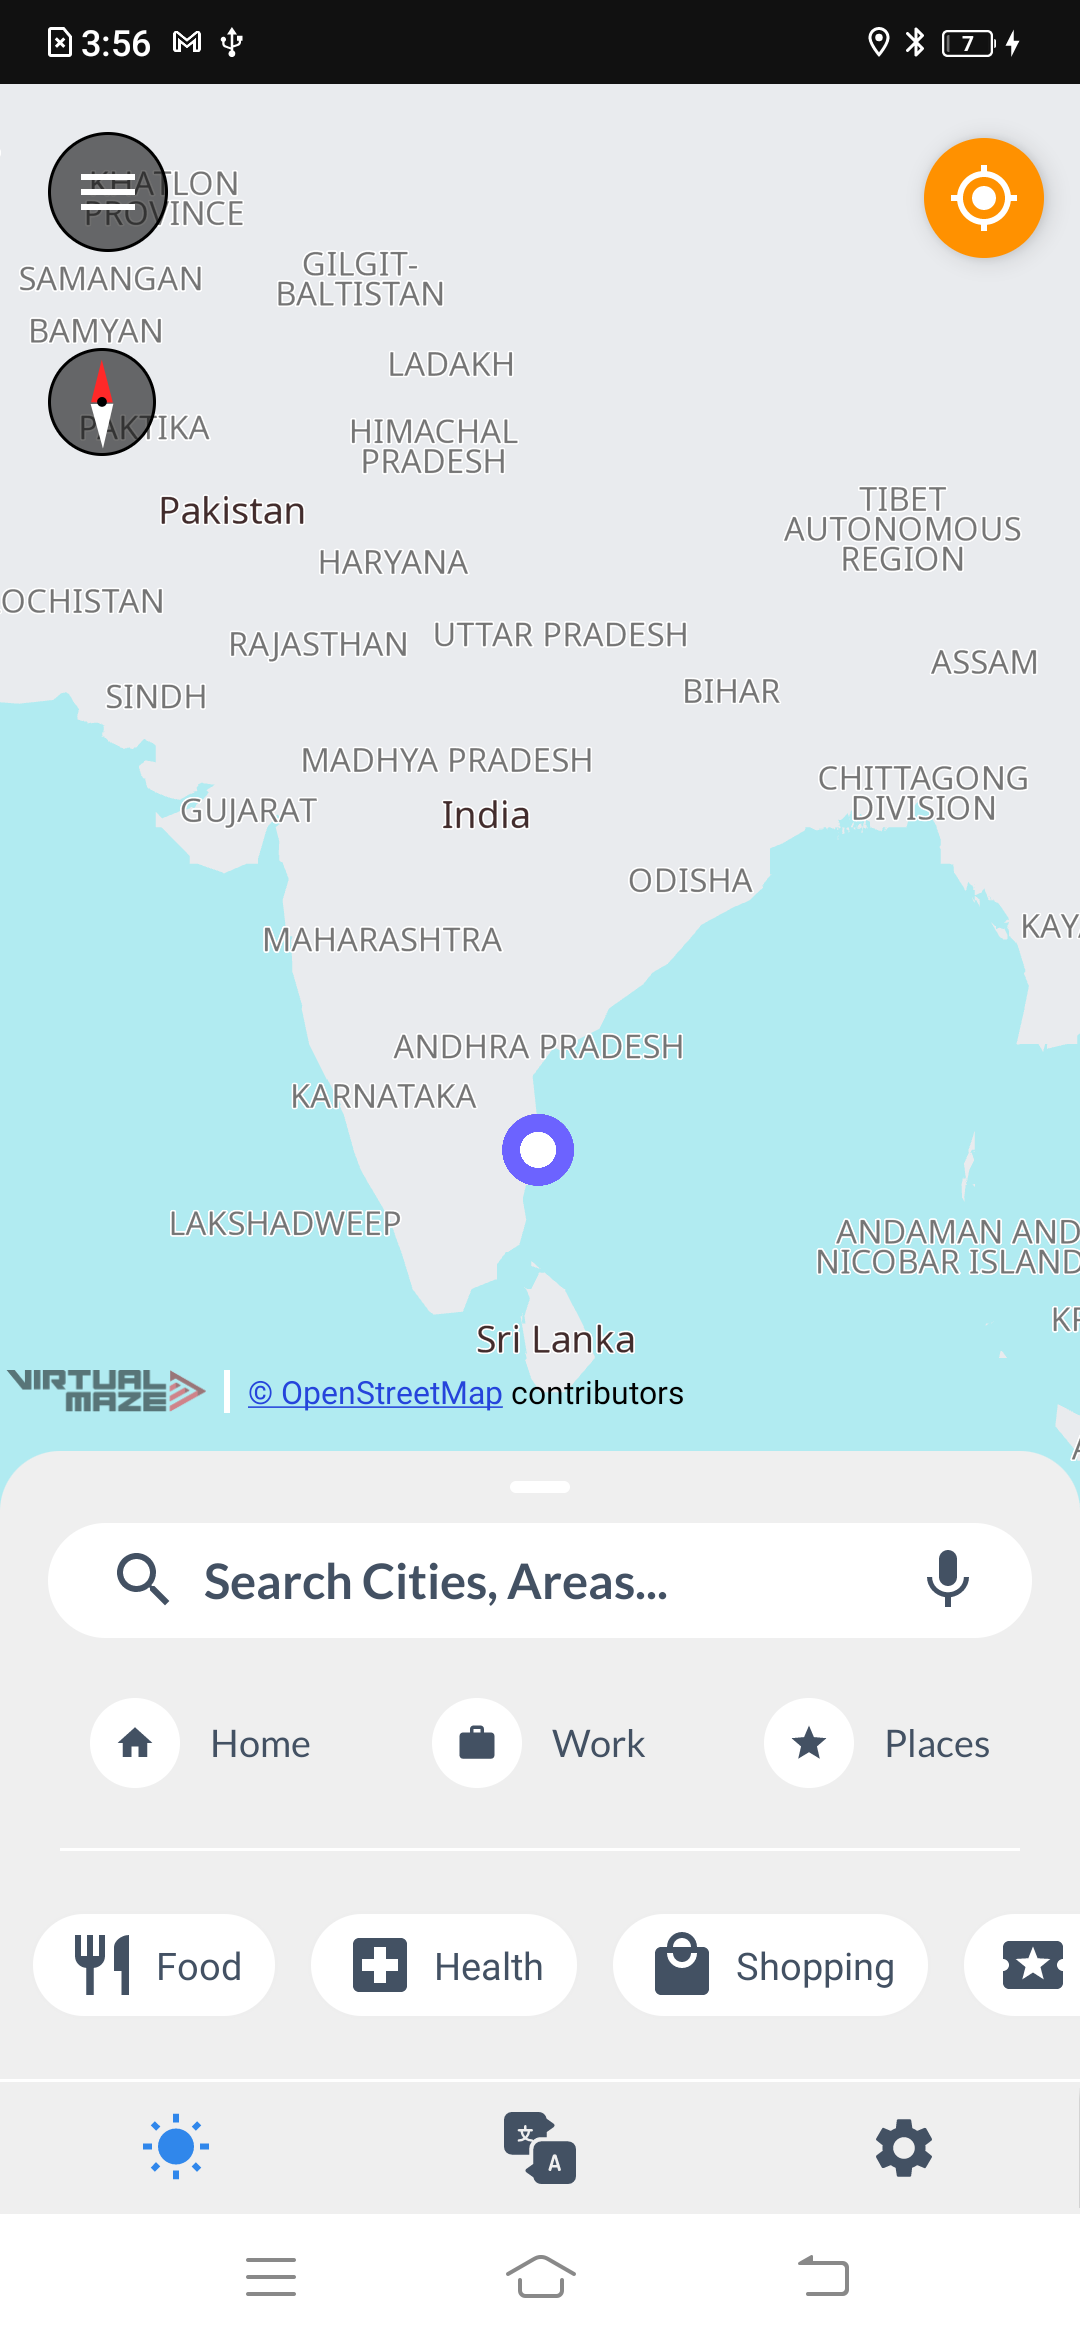 3:56
7
KHATLON
PROVINCE
SAMANGAN
GILGIT-
BALTISTAN
BAMYAN
LADAKH
PAKTIKA
HIMACHAL
PRADESH
Pakistan
TIBET
AUTONOMOUS
REGION
HARYANA
OCHISTAN
RAJASTHAN
UTTAR PRADESH
ASSAM
SINDH
BIHAR
MADHYA PRADESH
CHITTAGONG
DIVISION
GUJARAT
India
ODISHA
MAHARASHTRA
KAYA
ANDHRA PRADESH
KARNATAKA
LAKSHADWEEP
ANDAMAN AND
NICOBAR ISLAND
KR
Sri Lanka
VIRTUAL
MAZE
© OpenStreetMap contributors
A
Search Cities, Areas...
Home
Work
Places
Food
Health
Shopping
文
A